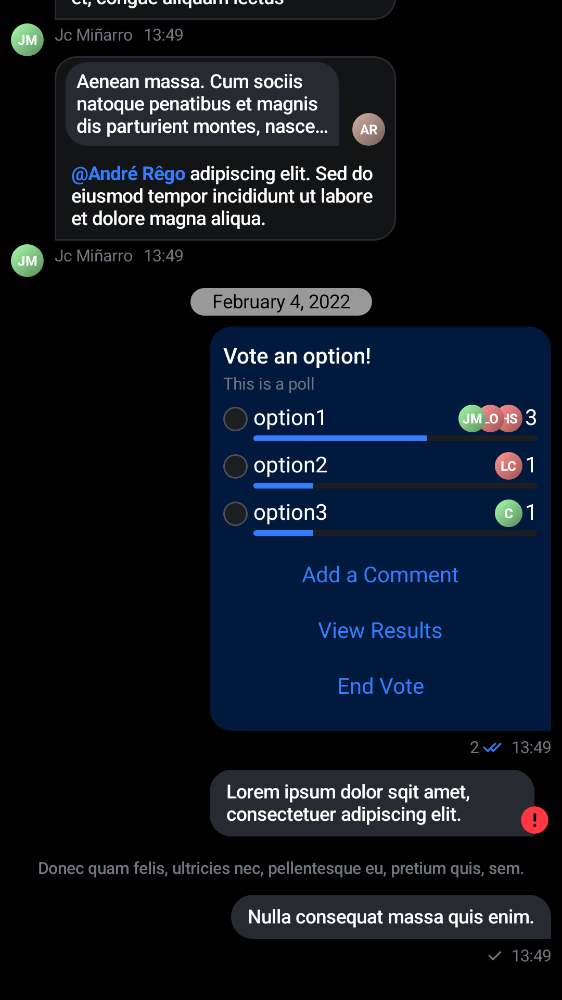 et, congue aliquam lectus
JM
Jc Miñarro 13:49
Aenean massa. Cum sociis
natoque penatibus et magnis
dis parturient montes, nasce…
AR
@André Rêgo adipiscing elit. Sed do
eiusmod tempor incididunt ut labore
et dolore magna aliqua.
JM
Jc Miñarro 13:49
February 4, 2022
Vote an option!
This is a poll
option1 JM LO HS 3
option2 LC 1
option3 C 1
Add a Comment
View Results
End Vote
2 13:49
Lorem ipsum dolor sqit amet,
consectetuer adipiscing elit.
!
Donec quam felis, ultricies nec, pellentesque eu, pretium quis, sem.
Nulla consequat massa quis enim.
13:49